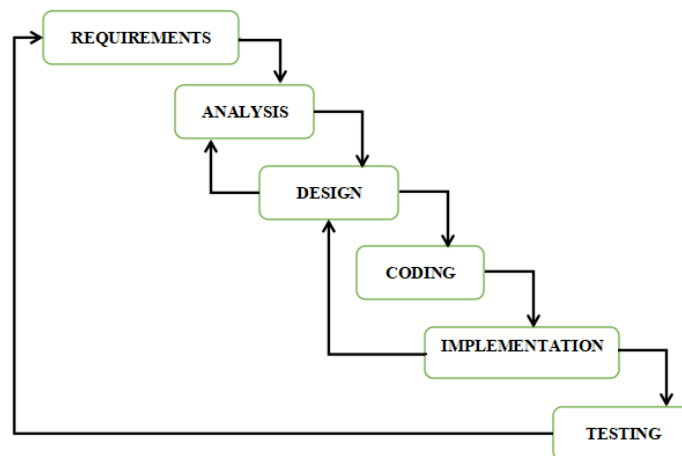 REQUIREMENTS
ANALYSIS
DESIGN
CODING
IMPLEMENTATION
TESTING